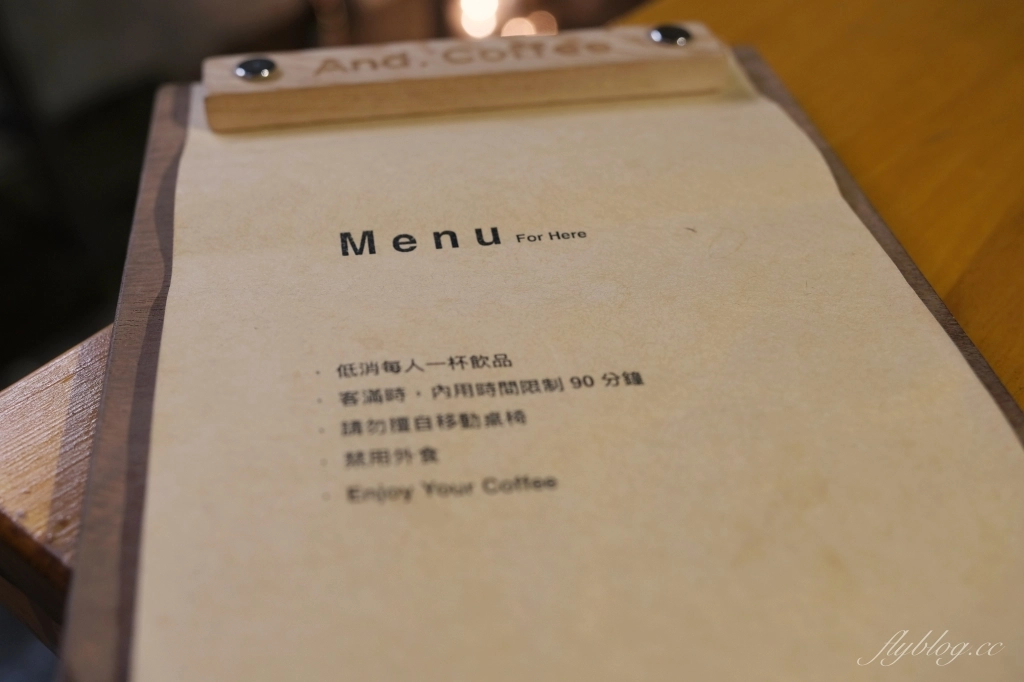 And. Coffee
Menu For Here
· 低消每人一杯飲品
· 客滿時，內用時間限制 90 分鐘
· 請勿擅自移動桌椅
· 禁用外食
· Enjoy Your Coffee
flyblog.cc